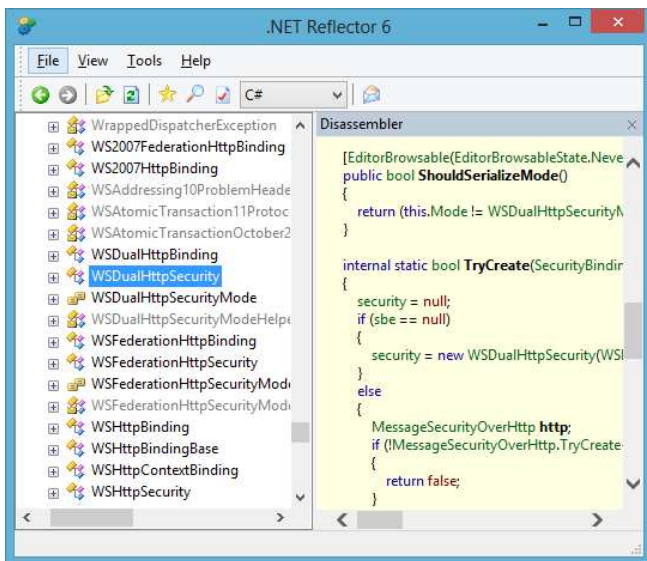 .NET Reflector 6
File View Tools Help
C#
WrappedDispatcherException
WS2007FederationHttpBinding
WS2007HttpBinding
WSAddressing10ProblemHeade
WSAtomicTransaction11Protoc
WSAtomicTransactionOctober2
WSDualHttpBinding
WSDualHttpSecurity
WSDualHttpSecurityMode
WSDualHttpSecurityModeHelpe
WSFederationHttpBinding
WSFederationHttpSecurity
WSFederationHttpSecurityMod
WSFederationHttpSecurityMod
WSHttpBinding
WSHttpBindingBase
WSHttpContextBinding
WSHttpSecurity
Disassembler
[EditorBrowsable(EditorBrowsableState.Neve
public bool ShouldSerializeMode()
{
return (this.Mode != WSDualHttpSecurityM
}
internal static bool TryCreate(SecurityBindin
{
security = null;
if (sbe == null)
{
security = new WSDualHttpSecurity(WSI
}
else
{
MessageSecurityOverHttp http;
if (!MessageSecurityOverHttp.TryCreate
{
return false;
}